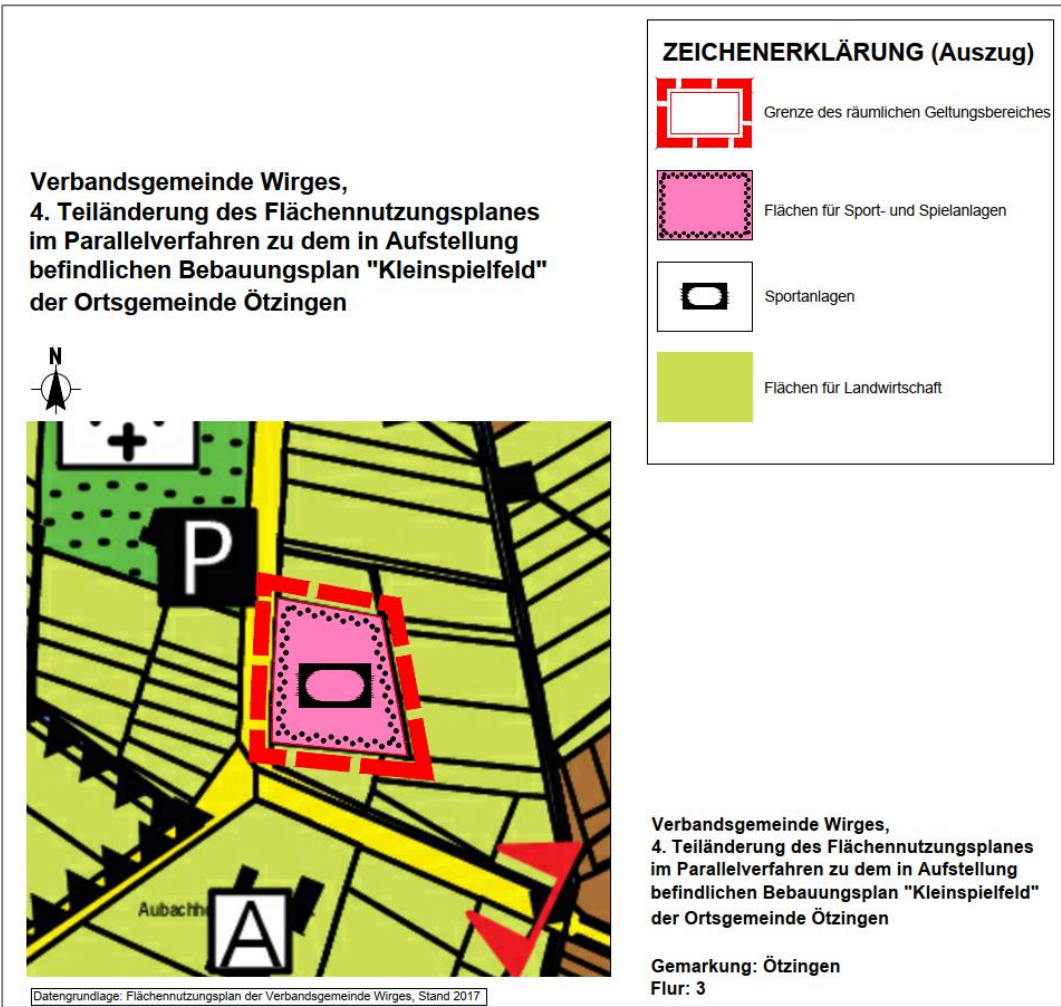 ZEICHENERKLÄRUNG (Auszug)
Grenze des räumlichen Geltungsbereiches
Flächen für Sport- und Spielanlagen
Sportanlagen
Flächen für Landwirtschaft
Verbandsgemeinde Wirges,
4. Teiländerung des Flächennutzungsplanes
im Parallelverfahren zu dem in Aufstellung
befindlichen Bebauungsplan "Kleinspielfeld"
der Ortsgemeinde Ötzingen
N
P
A
Verbandsgemeinde Wirges,
4. Teiländerung des Flächennutzungsplanes
im Parallelverfahren zu dem in Aufstellung
befindlichen Bebauungsplan "Kleinspielfeld"
der Ortsgemeinde Ötzingen
Gemarkung: Ötzingen
Flur: 3
Datengrundlage: Flächennutzungsplan der Verbandsgemeinde Wirges, Stand 2017